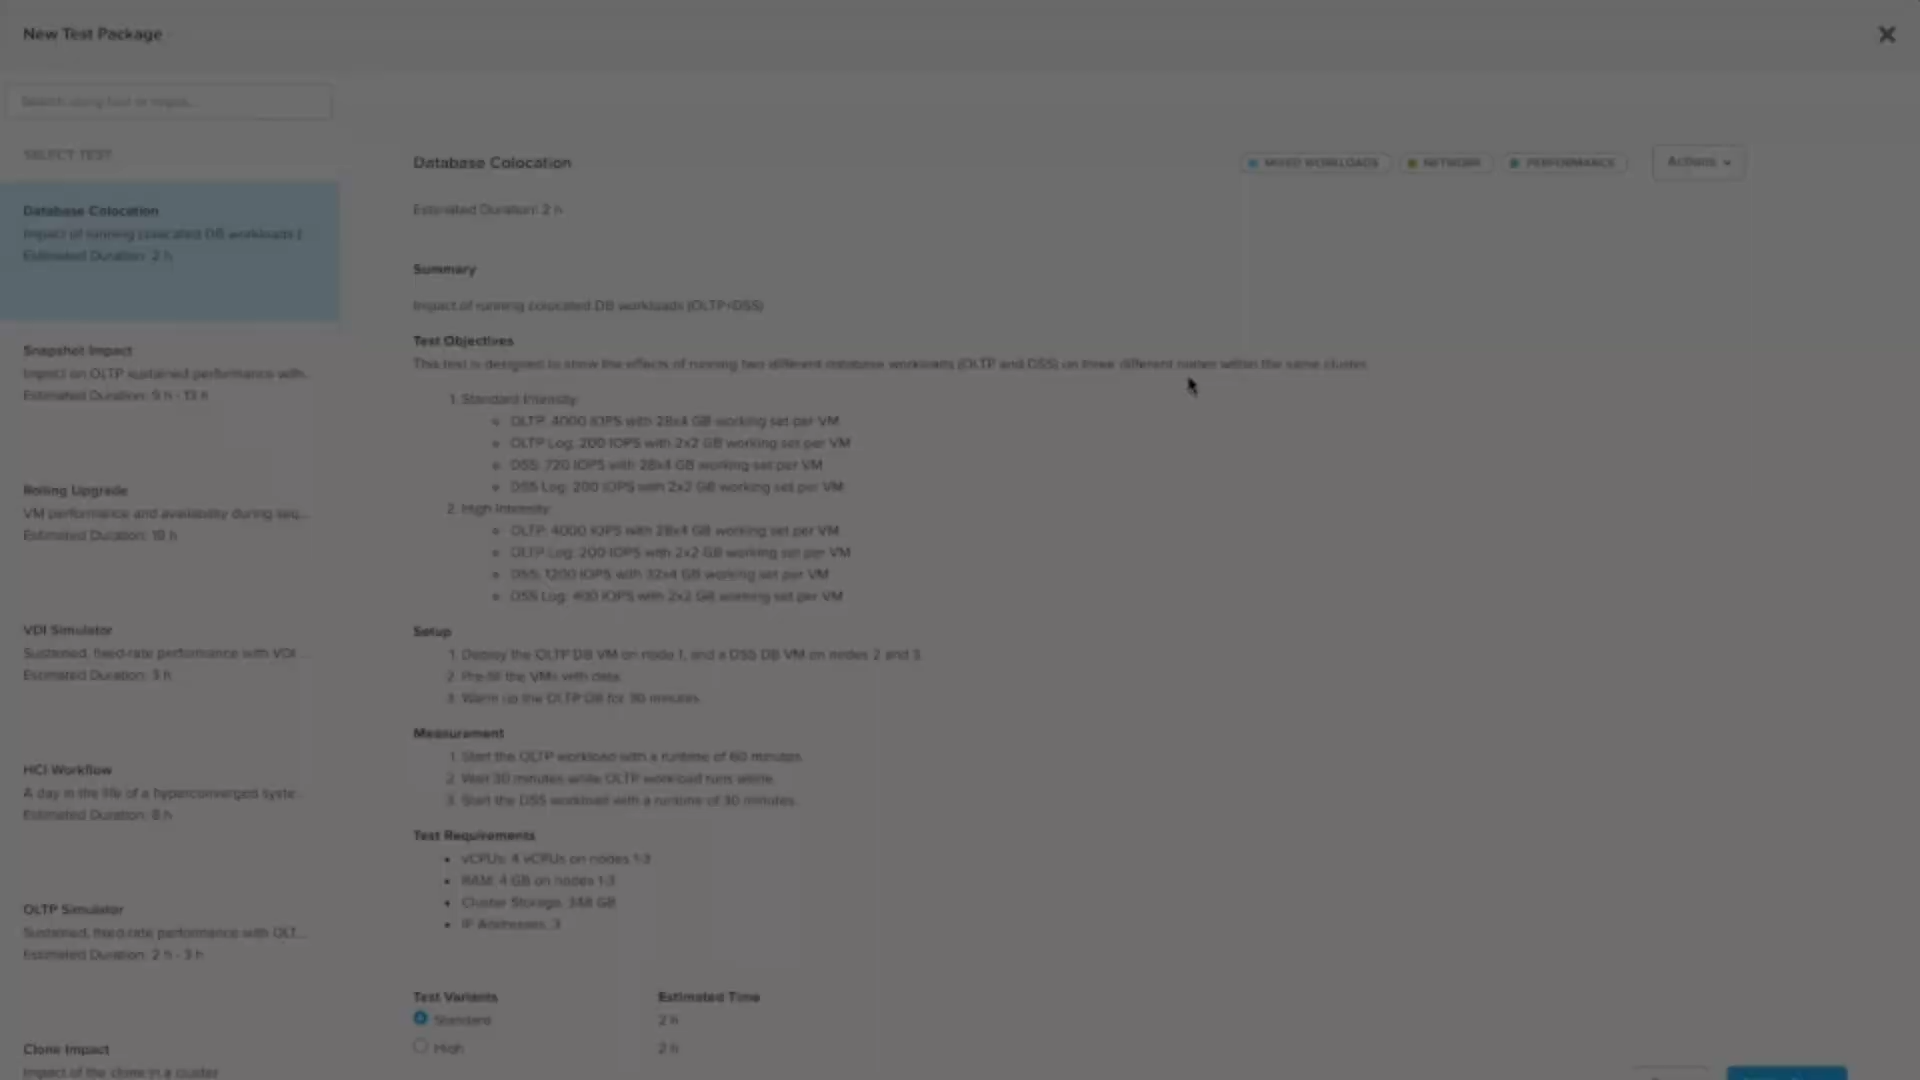 New Test Package
Search using text or regex...
SELECT TEST
Database Colocation
Impact of running colocated DB workloads (
Estimated Duration: 2 h
Snapshot Impact
Impact on OLTP sustained performance with...
Estimated Duration: 9 h - 13 h
Rolling Upgrade
VM performance and availability during seq...
Estimated Duration: 19 h
VDI Simulator
Sustained, fixed-rate performance with VDI ...
Estimated Duration: 3 h
HCI Workflow
A day in the life of a hyperconverged syste...
Estimated Duration: 8 h
OLTP Simulator
Sustained, fixed-rate performance with OLT...
Estimated Duration: 2 h - 3 h
Clone Impact
Impact of the clone in a cluster
Database Colocation
MIXED WORKLOADS
NETWORK
PERFORMANCE
Actions
Estimated Duration: 2 h
Summary
Impact of running colocated DB workloads (OLTP+DSS)
Test Objectives
This test is designed to show the effects of running two different database workloads (OLTP and DSS) on three different nodes within the same cluster.
1. Standard Intensity:
OLTP: 4000 IOPS with 28x4 GB working set per VM
OLTP Log: 200 IOPS with 2x2 GB working set per VM
DSS: 720 IOPS with 28x4 GB working set per VM
DSS Log: 200 IOPS with 2x2 GB working set per VM
2. High Intensity:
OLTP: 4000 IOPS with 28x4 GB working set per VM
OLTP Log: 200 IOPS with 2x2 GB working set per VM
DSS: 1200 IOPS with 32x4 GB working set per VM
DSS Log: 400 IOPS with 2x2 GB working set per VM
Setup
1. Deploy the OLTP DB VM on node 1, and a DSS DB VM on nodes 2 and 3.
2. Pre-fill the VMs with data.
3. Warm up the OLTP DB for 30 minutes.
Measurement
1. Start the OLTP workload with a runtime of 60 minutes.
2. Wait 30 minutes while OLTP workload runs alone.
3. Start the DSS workload with a runtime of 30 minutes.
Test Requirements
• vCPUs: 4 vCPUs on nodes 1-3
• RAM: 4 GB on nodes 1-3
• Cluster Storage: 348 GB
• IP Addresses: 3
Test Variants Estimated Time
Standard 2 h
High 2 h